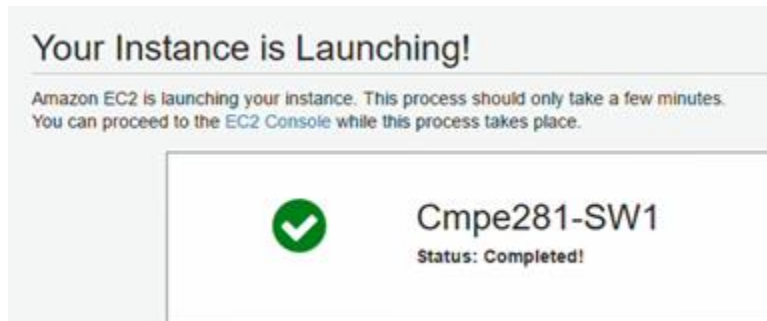 Your Instance is Launching!
Amazon EC2 is launching your instance. This process should only take a few minutes.
You can proceed to the EC2 Console while this process takes place.
Cmpe281-SW1
Status: Completed!